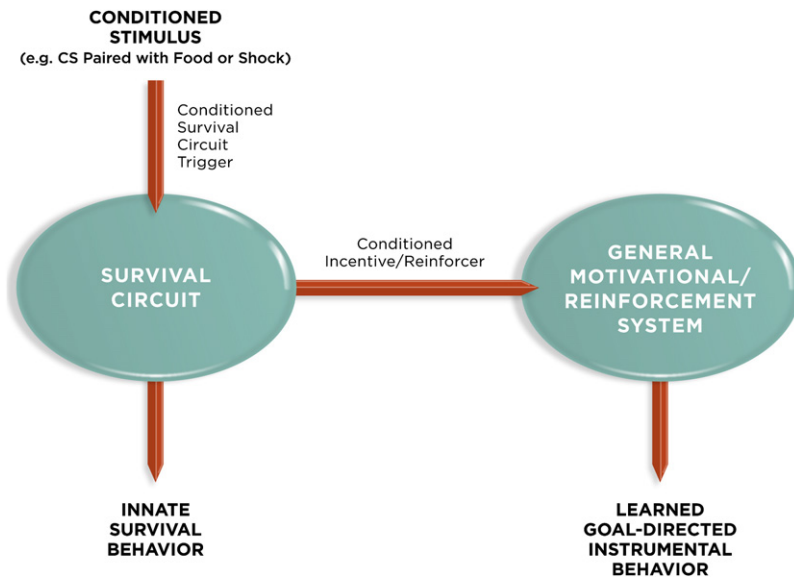 CONDITIONED
STIMULUS
(e.g. CS Paired with Food or Shock)
Conditioned
Survival
Circuit
Trigger
SURVIVAL
CIRCUIT
Conditioned
Incentive/Reinforcer
GENERAL
MOTIVATIONAL/
REINFORCEMENT
SYSTEM
INNATE
SURVIVAL
BEHAVIOR
LEARNED
GOAL-DIRECTED
INSTRUMENTAL
BEHAVIOR